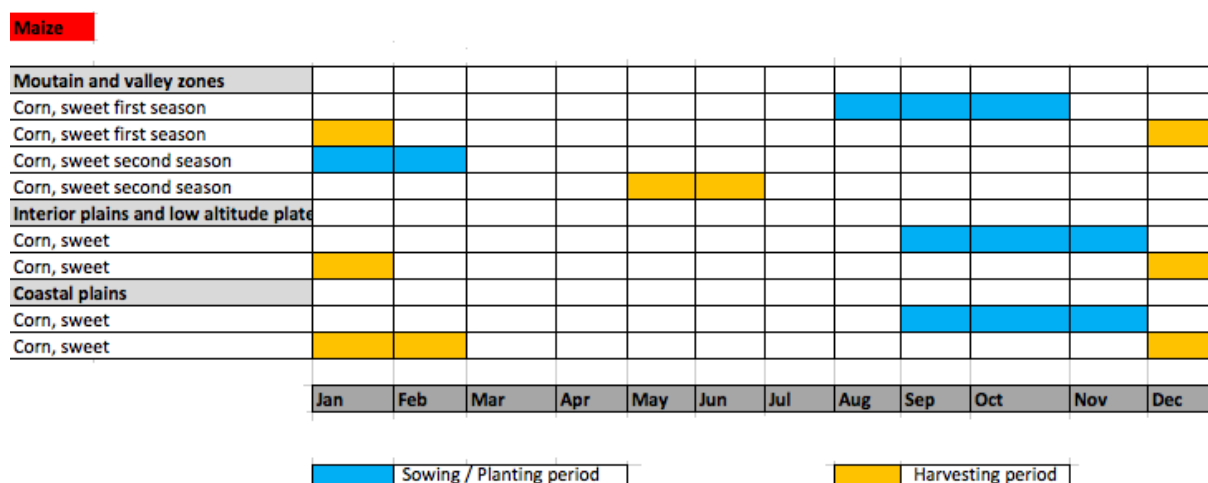 Maize
Moutain and valley zones
Corn, sweet first season
Corn, sweet first season
Corn, sweet second season
Corn, sweet second season
Interior plains and low altitude plate
Corn, sweet
Corn, sweet
Coastal plains
Corn, sweet
Corn, sweet
Jan Feb Mar Apr May Jun Jul Aug Sep Oct Nov Dec
Sowing / Planting period Harvesting period